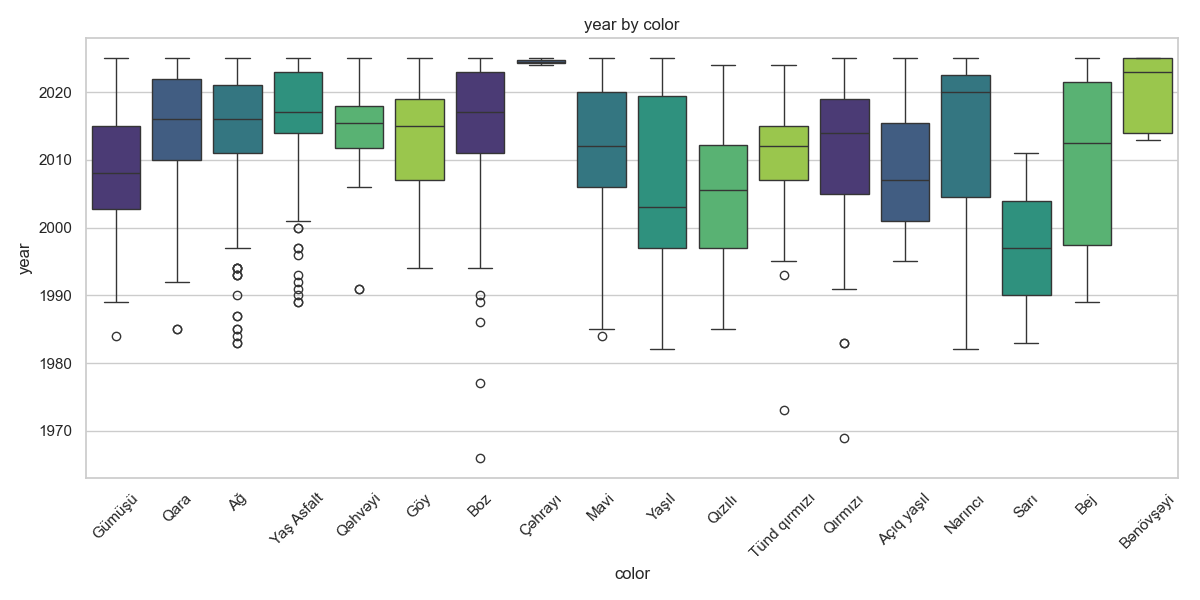 year by color
year
2020
2010
2000
1990
1980
1970
Gümüşü
Qara
Ağ
Yaş Asfalt
Qəhvəyi
Göy
Boz
Çəhrayı
Mavi
Yaşıl
Qızılı
Tünd qırmızı
Qırmızı
Açıq yaşıl
Narıncı
Sarı
Bej
Bənövşəyi
color